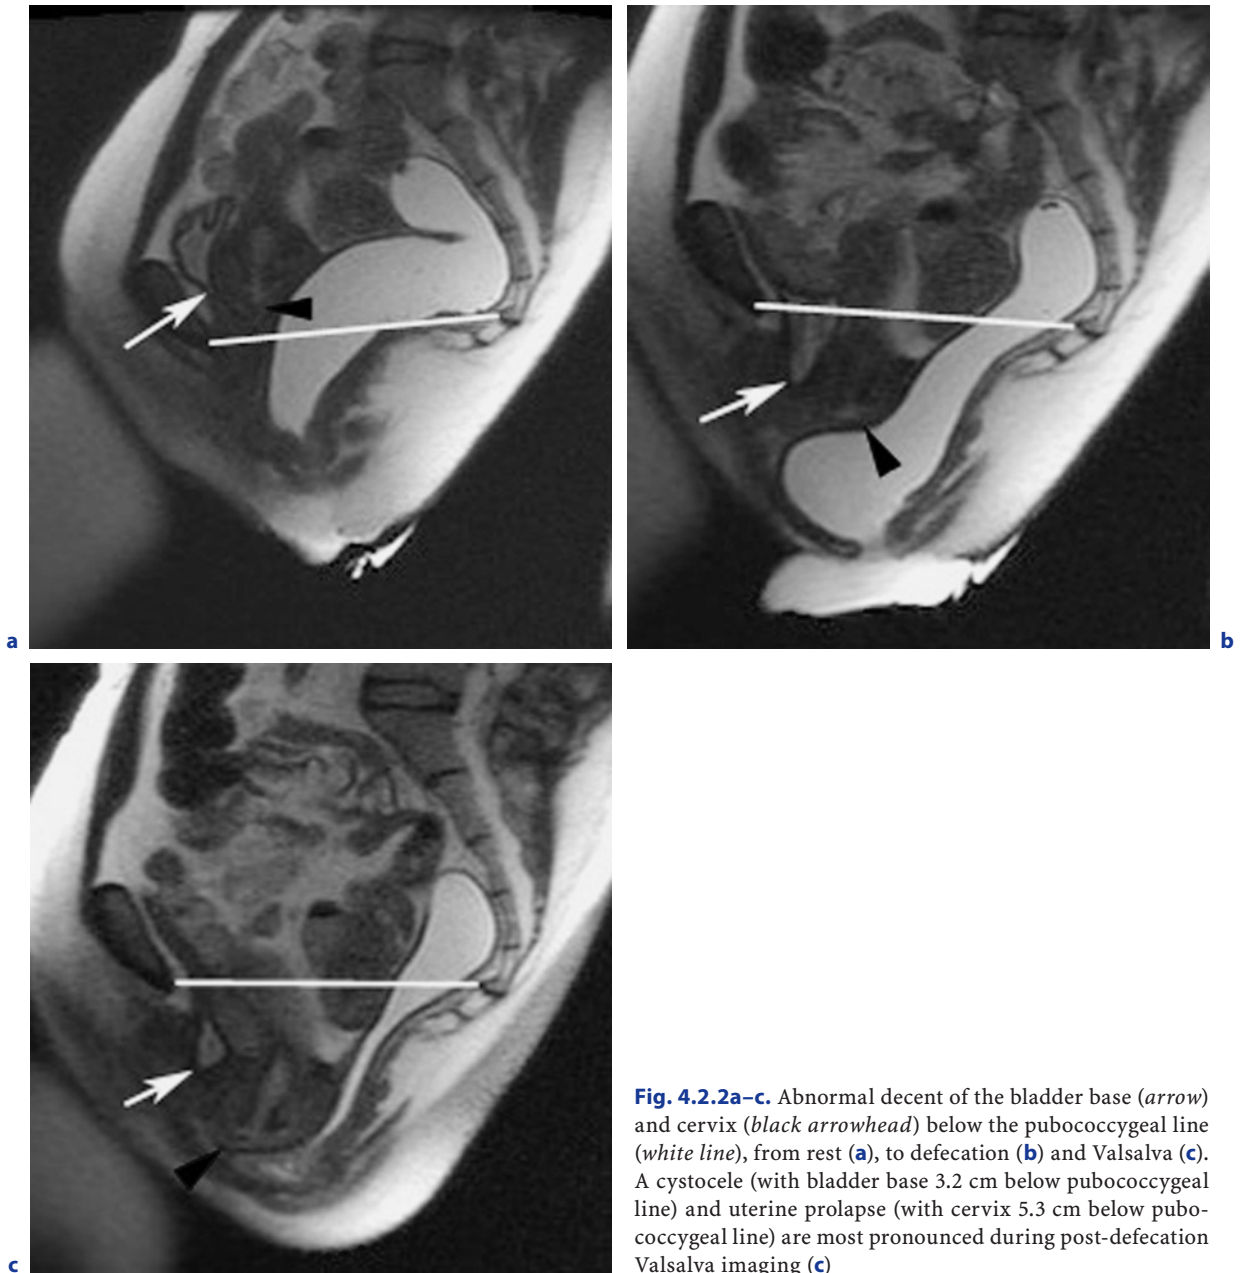 a
b
c
Fig. 4.2.2a–c. Abnormal decent of the bladder base (arrow)
and cervix (black arrowhead) below the pubococcygeal line
(white line), from rest (a), to defecation (b) and Valsalva (c).
A cystocele (with bladder base 3.2 cm below pubococcygeal
line) and uterine prolapse (with cervix 5.3 cm below pubo-
coccygeal line) are most pronounced during post-defecation
Valsalva imaging (c)